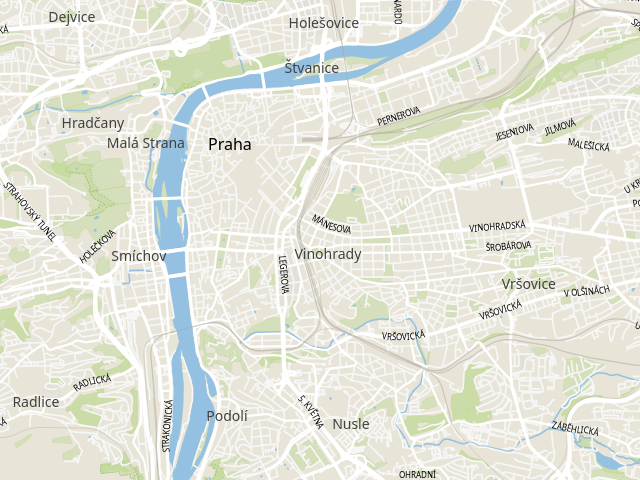 Dejvice
Holešovice
Štvanice
PERNEROVA
Hradčany
JESENIOVA
JILMOVÁ
Malá Strana
Praha
MALEŠICKÁ
STRAHOVSKÝ TUNEL
MÁNESOVA
VINOHRADSKÁ
HOLEČKOVA
ŠROBÁROVA
Smíchov
Vinohrady
LEGEROVA
Vršovice
V OLŠINÁCH
VRŠOVICKÁ
VRŠOVICKÁ
RADLICKÁ
Radlice
STRAKONICKÁ
Podolí
5. KVĚTNA
Nusle
ZÁBĚHLICKÁ
OHRADNÍ